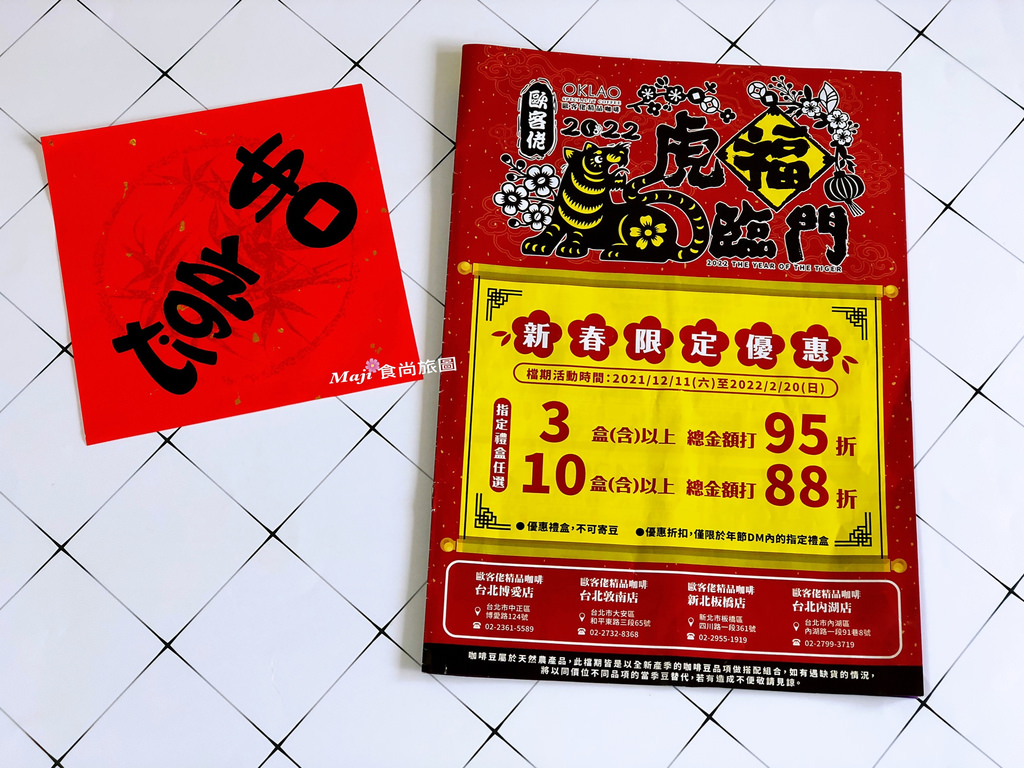 吉
Maji 食尚旅圖
歐客佬
OKLAO
SPECIALTY COFFEE
歐客佬精品咖啡
2022
虎福
臨門
2022 THE YEAR OF THE TIGER
新春限定優惠
檔期活動時間:2021/12/11(六)至2022/2/20(日)
指定禮盒任選
3 盒(含)以上 總金額打 95 折
10 盒(含)以上 總金額打 88 折
●優惠禮盒,不可寄豆 ●優惠折扣,僅限於年節DM內的指定禮盒
歐客佬精品咖啡
台北博愛店
台北市中正區
博愛路124號
02-2361-5589
歐客佬精品咖啡
台北敦南店
台北市大安區
和平東路三段65號
02-2732-8368
歐客佬精品咖啡
新北板橋店
新北市板橋區
四川路一段361號
02-2955-1919
歐客佬精品咖啡
台北內湖店
台北市內湖區
內湖路一段91巷8號
02-2799-3719
咖啡豆屬於天然農產品,此檔期皆是以全新產季的咖啡豆品項做搭配組合,如有遇缺貨的情況,
將以同價位不同品項的當季豆替代,若有造成不便敬請見諒。